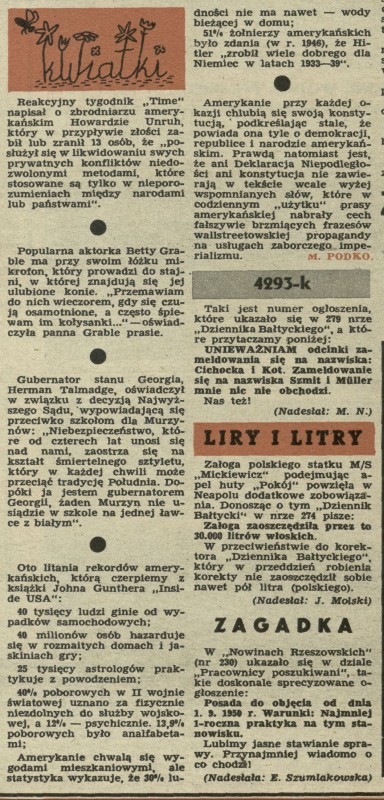 kwiatki
Reakcyjny tygodnik „Time"
napisał o zbrodniarzu amery-
kańskim Howardzie Unruh,
który w przypływie złości za-
bił lub zranił 13 osób, że „po-
służył się w likwidowaniu swych
prywatnych konfliktów niedo-
zwolonymi metodami, które
stosowane są tylko w nieporo-
zumieniach między narodami
lub państwami".
Popularna aktorka Betty Gra-
ble ma przy swoim łóżku mi-
krofon, który prowadzi do staj-
ni, w której znajdują się jej
ulubione konie. „Przemawiam
do nich wieczorem, gdy się czu-
ją osamotnione, a często śpie-
wam im kołysanki..." — oświad-
czyła panna Grable prasie.
Gubernator stanu Georgia,
Herman Talmadge, oświadczył
w związku z decyzją Najwyż-
szego Sądu, wypowiadającą się
przeciwko szkołom dla Murzy-
nów: „Niebezpieczeństwo, któ-
re od czterech lat unosi się
nad nami, zaostrza się na
kształt śmiertelnego sztyletu,
który w każdej chwili może
przeciąć tradycję Południa. Do-
póki ja jestem gubernatorem
Georgii, żaden Murzyn nie u-
siądzie w szkole na jednej ław-
ce z białym".
Oto litania rekordów amery-
kańskich, którą czerpiemy z
książki Johna Gunthera „Insi-
de USA":
40 tysięcy ludzi ginie od wy-
padków samochodowych;
40 milionów osób hazarduje
się w rozmaitych domach i ja-
skiniach gry;
25 tysięcy astrologów prak-
tykuje z powodzeniem;
40% poborowych w II wojnie
światowej uznano za fizycznie
niezdolnych do służby wojsko-
wej, a 12% — psychicznie. 13,9%
poborowych było analfabeta-
mi;
Amerykanie chwalą się wy-
godami mieszkaniowymi, ale
statystyka wykazuje, że 30% lu-
dności nie ma nawet — wody
bieżącej w domu;
51% żołnierzy amerykańskich
było zdania (w r. 1946), że Hi-
tler „zrobił wiele dobrego dla
Niemiec w latach 1933—39".
Amerykanie przy każdej o-
kazji chlubią się swoją konsty-
tucją, podkreślając stale, że
powiada ona tyle o demokracji,
republice i narodzie amerykań-
skim. Prawdą natomiast jest,
że ani Deklaracja Niepodległo-
ści ani konstytucja nie zawie-
rają w tekście wcale wyżej
wspomnianych słów, które w
codziennym „użytku" prasy
amerykańskiej nabrały cech
fałszywie brzmiących frazesów
wallstreetowskiej propagandy
na usługach zaborczego impe-
rializmu.
M. PODKO.
4293-k
Taki jest numer ogłoszenia,
które ukazało się w 279 nrze
„Dziennika Bałtyckiego", a któ-
re przytaczamy poniżej:
UNIEWAŻNIAM odcinki za-
meldowania się na nazwiska:
Cichocka i Kot. Zameldowanie
się na nazwiska Szmit i Müller
mnie nic nie obchodzi.
Nas też!
(Nadesłał: M. N.)
LIRY I LITRY
Załoga polskiego statku M/S
„Mickiewicz" podejmując a-
pel huty „Pokój" powzięła w
Neapolu dodatkowe zobowiąza-
nia. Donosząc o tym „Dziennik
Bałtycki" w nrze 274 pisze:
Załoga zaoszczędziła przez to
30.000 litrów włoskich.
W przeciwieństwie do korek-
tora „Dziennika Bałtyckiego",
który w przeddzień robienia
korekty nie zaoszczędził sobie
nawet pół litra (polskiego).
(Nadesłał: J. Molski)
ZAGADKA
W „Nowinach Rzeszowskich"
(nr 230) ukazało się w dziale
„Pracownicy poszukiwani", ta-
kie doskonale sprecyzowane o-
głoszenie:
Posada do objęcia od dnia
1. 9. 1950 r. Warunki: Najmniej
1-roczna praktyka na tym sta-
nowisku.
Lubimy jasne stawianie spra-
wy. Przynajmniej wiadomo o
co chodzi!
(Nadesłała: E. Szumlakowska)